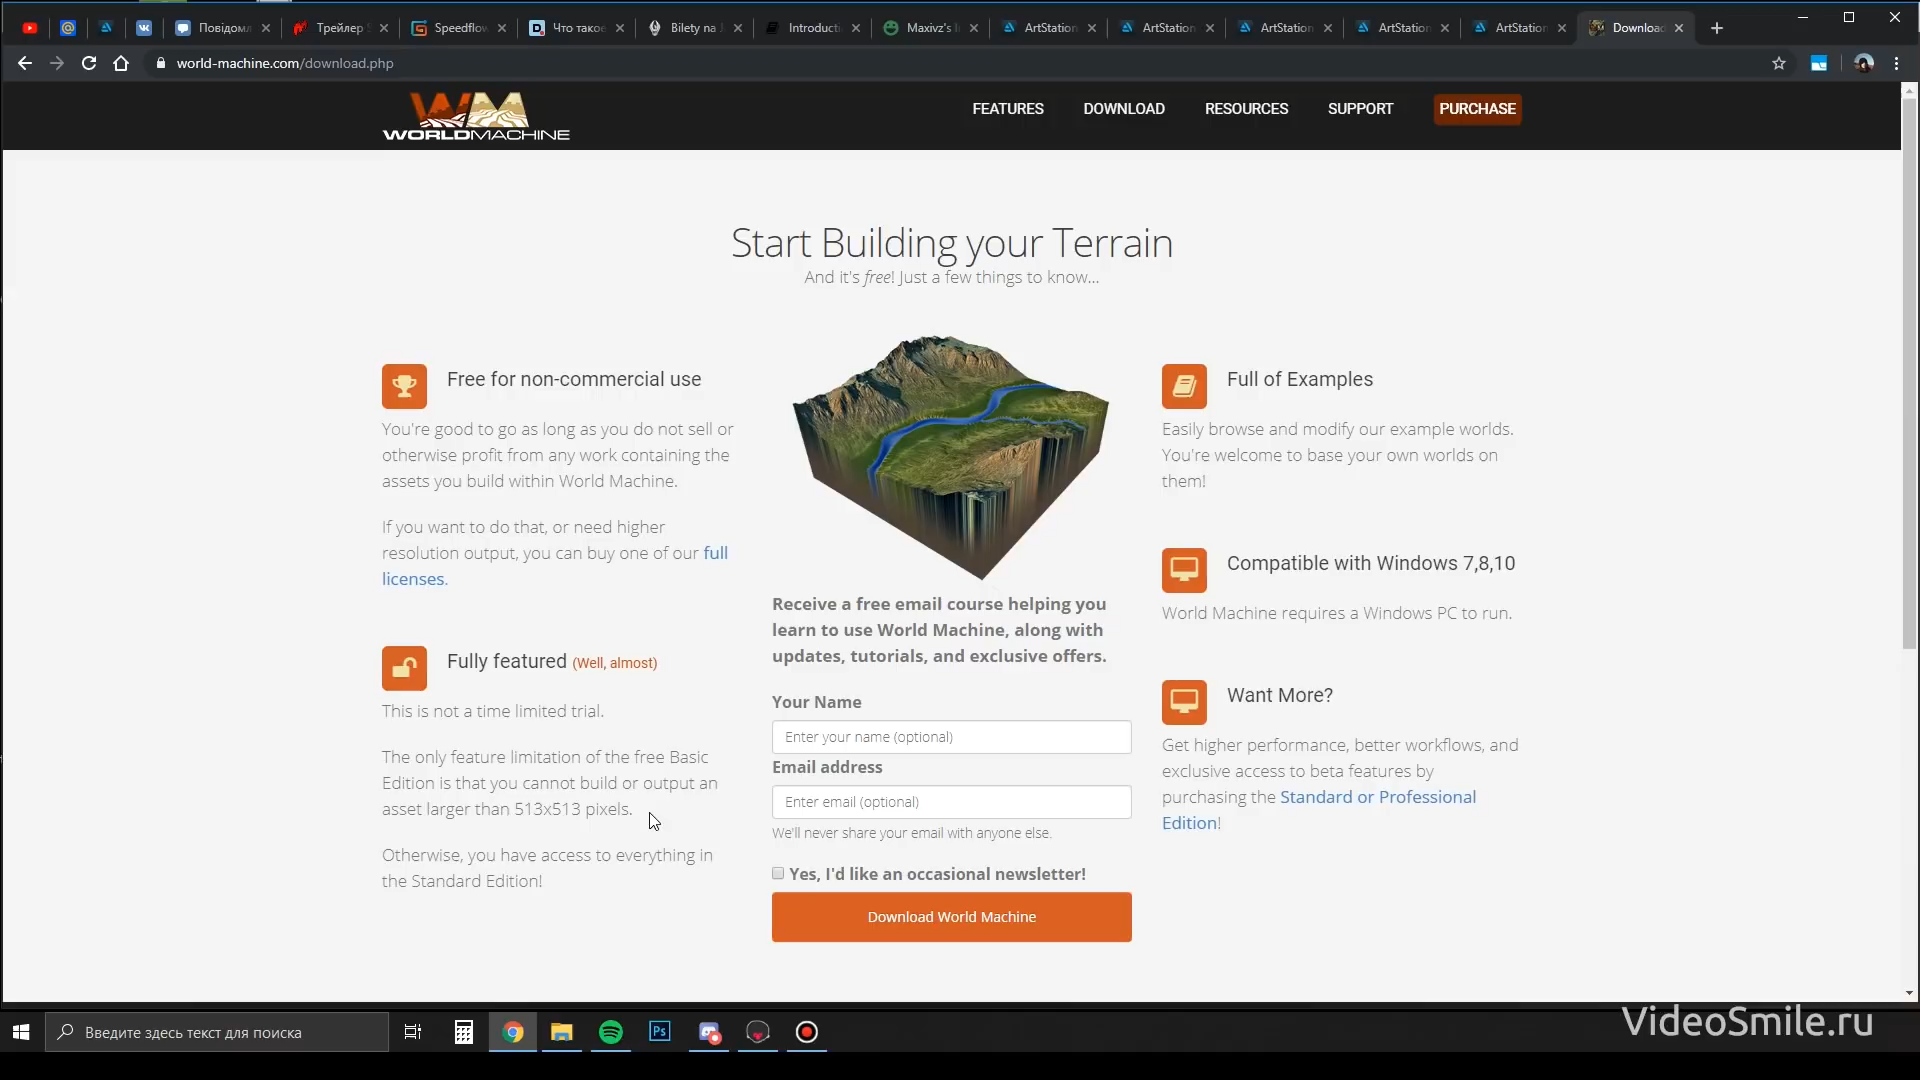 Повідомл
Трейлер
Speedflow
Что такое
Bilety na
Introducti
Maxivz's I
ArtStation
ArtStation
ArtStation
ArtStation
ArtStation
Download
world-machine.com/download.php
WM
WORLDMACHINE
FEATURES
DOWNLOAD
RESOURCES
SUPPORT
PURCHASE
Start Building your Terrain
And it's free! Just a few things to know...
Free for non-commercial use
You're good to go as long as you do not sell or
otherwise profit from any work containing the
assets you build within World Machine.
If you want to do that, or need higher
resolution output, you can buy one of our full
licenses.
Fully featured (Well, almost)
This is not a time limited trial.
The only feature limitation of the free Basic
Edition is that you cannot build or output an
asset larger than 513x513 pixels.
Otherwise, you have access to everything in
the Standard Edition!
Receive a free email course helping you
learn to use World Machine, along with
updates, tutorials, and exclusive offers.
Your Name
Enter your name (optional)
Email address
Enter email (optional)
We'll never share your email with anyone else.
Yes, I'd like an occasional newsletter!
Download World Machine
Full of Examples
Easily browse and modify our example worlds.
You're welcome to base your own worlds on
them!
Compatible with Windows 7,8,10
World Machine requires a Windows PC to run.
Want More?
Get higher performance, better workflows, and
exclusive access to beta features by
purchasing the Standard or Professional
Edition!
Введите здесь текст для поиска
Ps
VideoSmile.ru